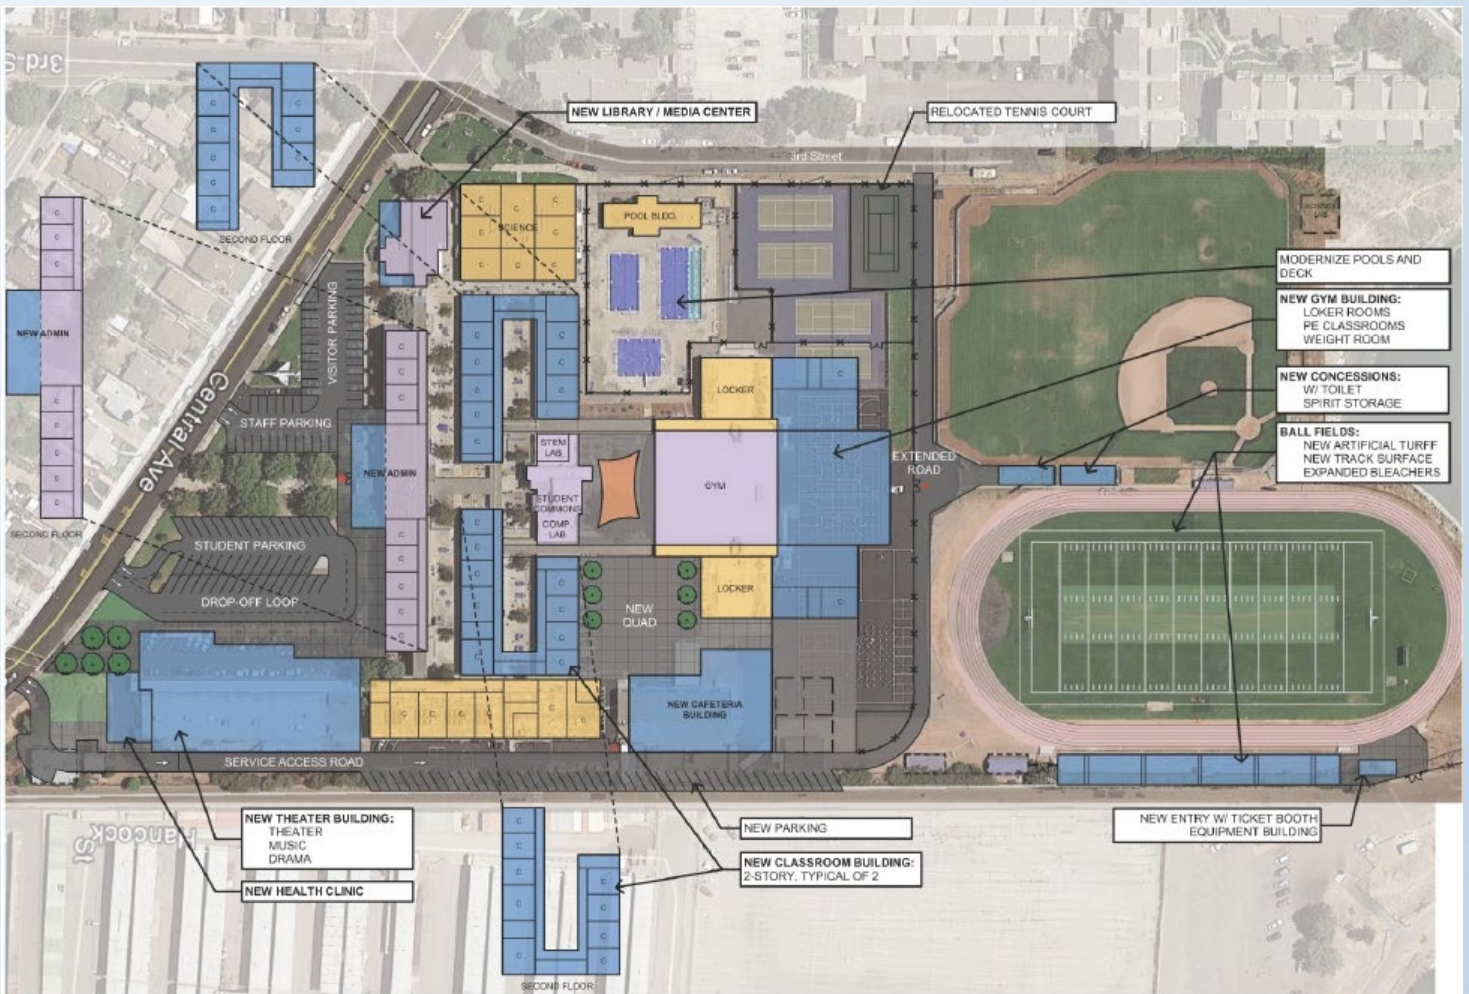 3rd S
NEW LIBRARY / MEDIA CENTER
RELOCATED TENNIS COURT
3rd Street
C
C
C
C
C
C
C
C
SECOND FLOOR
C
C
NEW ADMIN
C
C
C
C
C
C
SECOND FLOOR
Central Ave
VISITOR PARKING
STAFF PARKING
SCIENCE
C
C
C
C
C
C
C
C
POOL BLDG.
MODERNIZE POOLS AND
DECK
NEW GYM BUILDING:
LOKER ROOMS
PE CLASSROOMS
WEIGHT ROOM
NEW CONCESSIONS:
W/ TOILET
SPIRIT STORAGE
BALL FIELDS:
NEW ARTIFICIAL TURFF
NEW TRACK SURFACE
EXPANDED BLEACHERS
C
C
C
C
C
C
C
C
LOCKER
C
STEM
LAB
STUDENT
COMMONS
COMP.
LAB
GYM
EXTENDED
ROAD
NEW ADMIN
C
C
C
C
C
C
C
C
C
STUDENT PARKING
DROP-OFF LOOP
LOCKER
C
NEW
QUAD
C
C
C
C
C
C
C
C
NEW CAFETERIA
BUILDING
C
C
C
C
C
C
C
SERVICE ACCESS ROAD
Hancock St
NEW THEATER BUILDING:
THEATER
MUSIC
DRAMA
NEW HEALTH CLINIC
NEW PARKING
NEW CLASSROOM BUILDING:
2-STORY, TYPICAL OF 2
NEW ENTRY W/ TICKET BOOTH
EQUIPMENT BUILDING
C
C
C
C
C
C
C
C
SECOND FLOOR